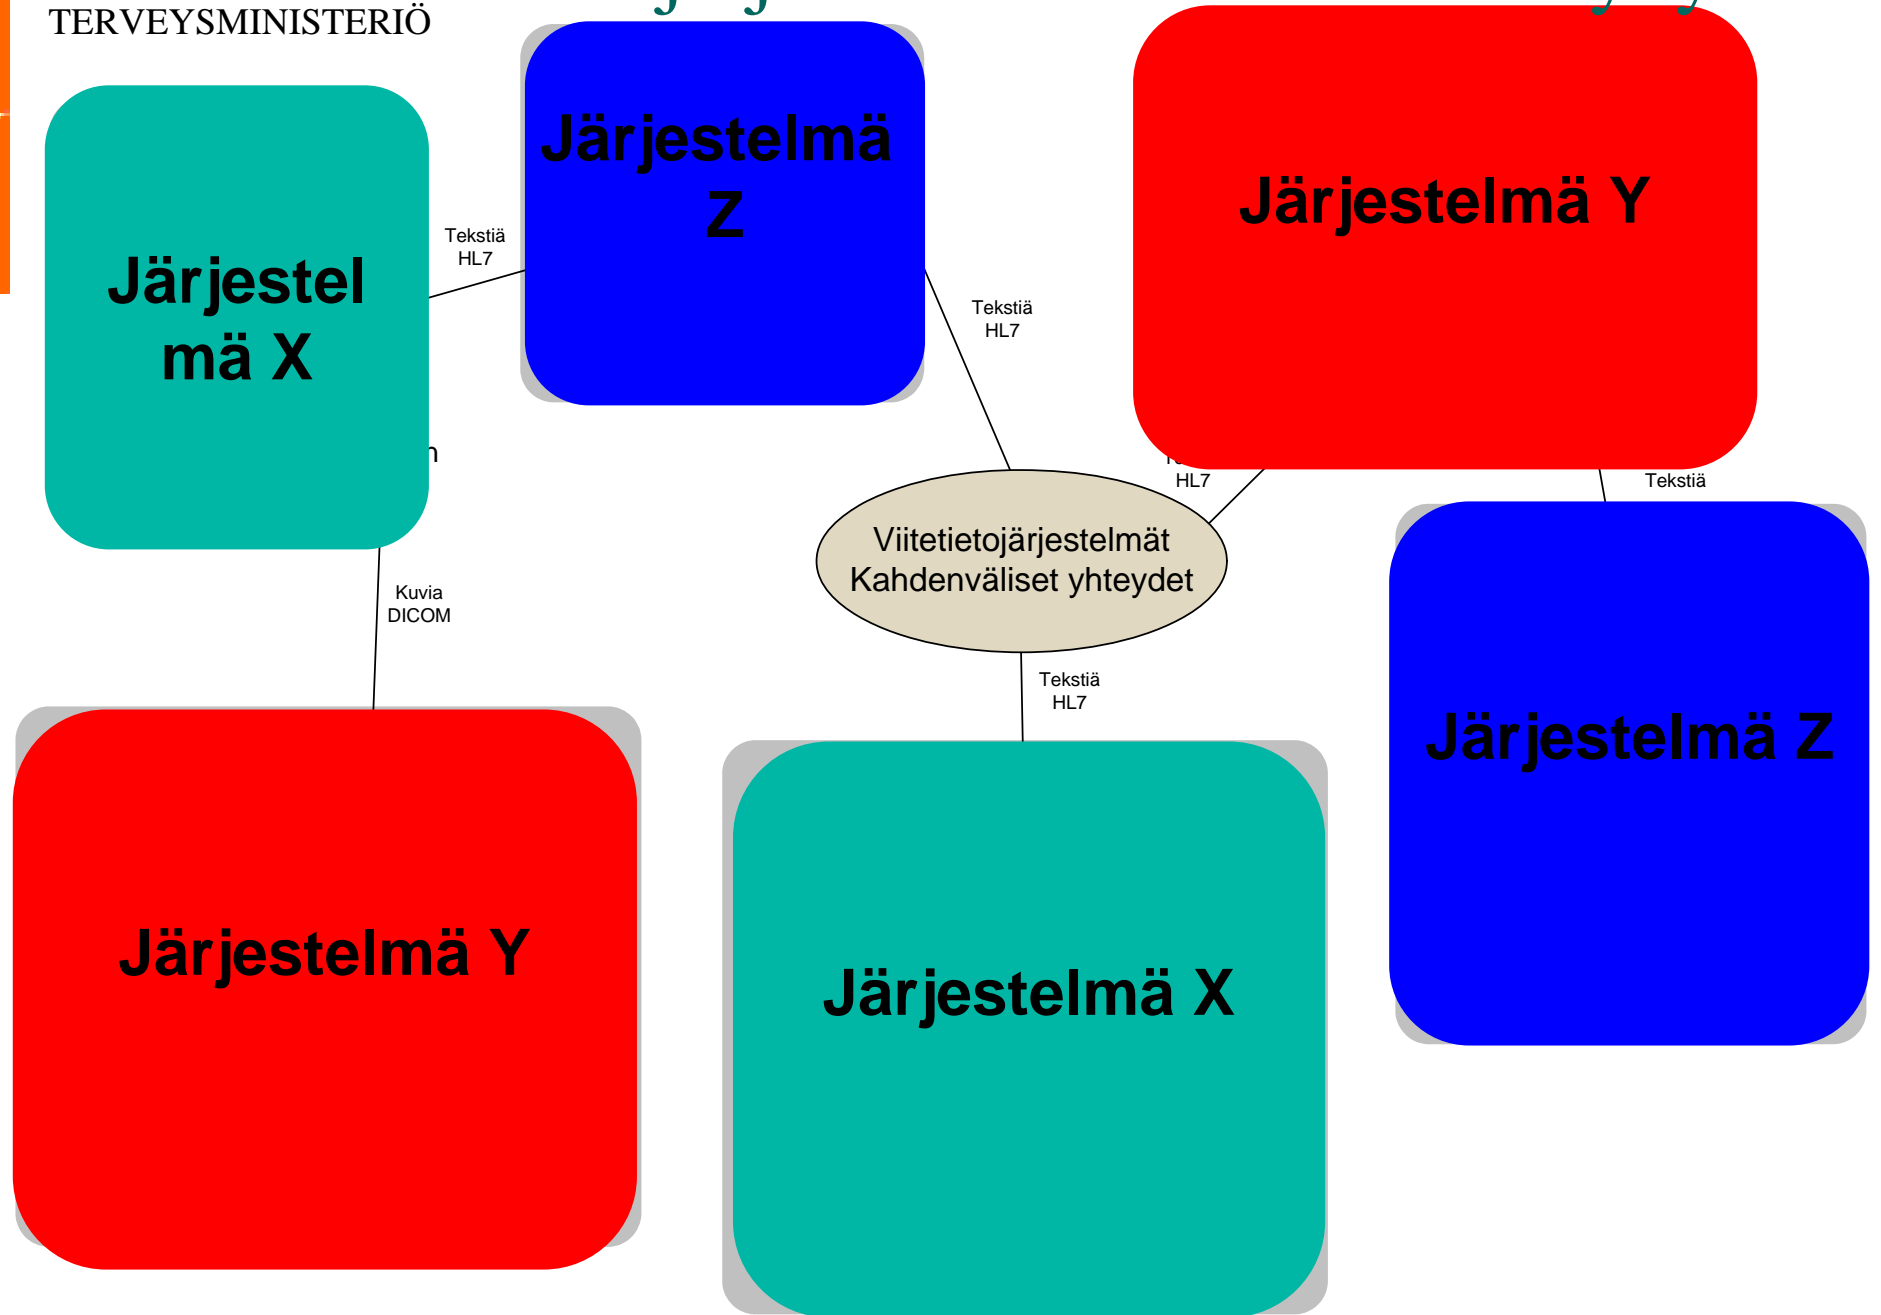 TERVEYSMINISTERIÖ
Järjestelmä
Z
Järjestelmä Y
Järjestel
mä X
Tekstiä
HL7
Tekstiä
HL7
HL7
Tekstiä
Viitetietojärjestelmät
Kahdenväliset yhteydet
Kuvia
DICOM
Tekstiä
HL7
Järjestelmä Z
Järjestelmä Y
Järjestelmä X